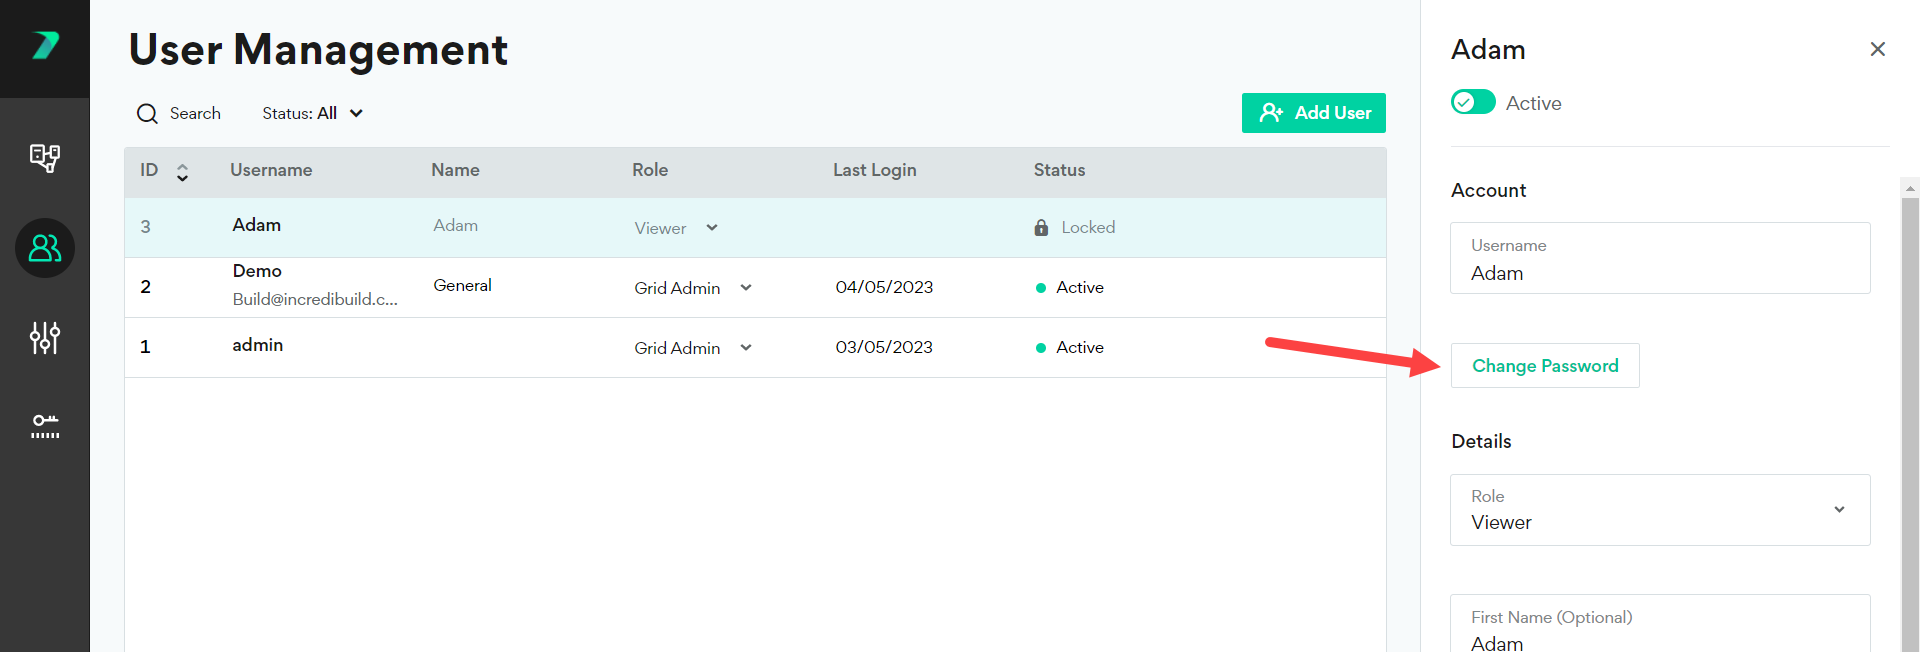 User Management
Search
Status: All
Add User
ID Username Name Role Last Login Status
3 Adam Adam Viewer Locked
2 Demo General Grid Admin 04/05/2023 Active
Build@incredibuild.c...
1 admin Grid Admin 03/05/2023 Active
Adam
Active
Account
Username
Adam
Change Password
Details
Role
Viewer
First Name (Optional)
Adam